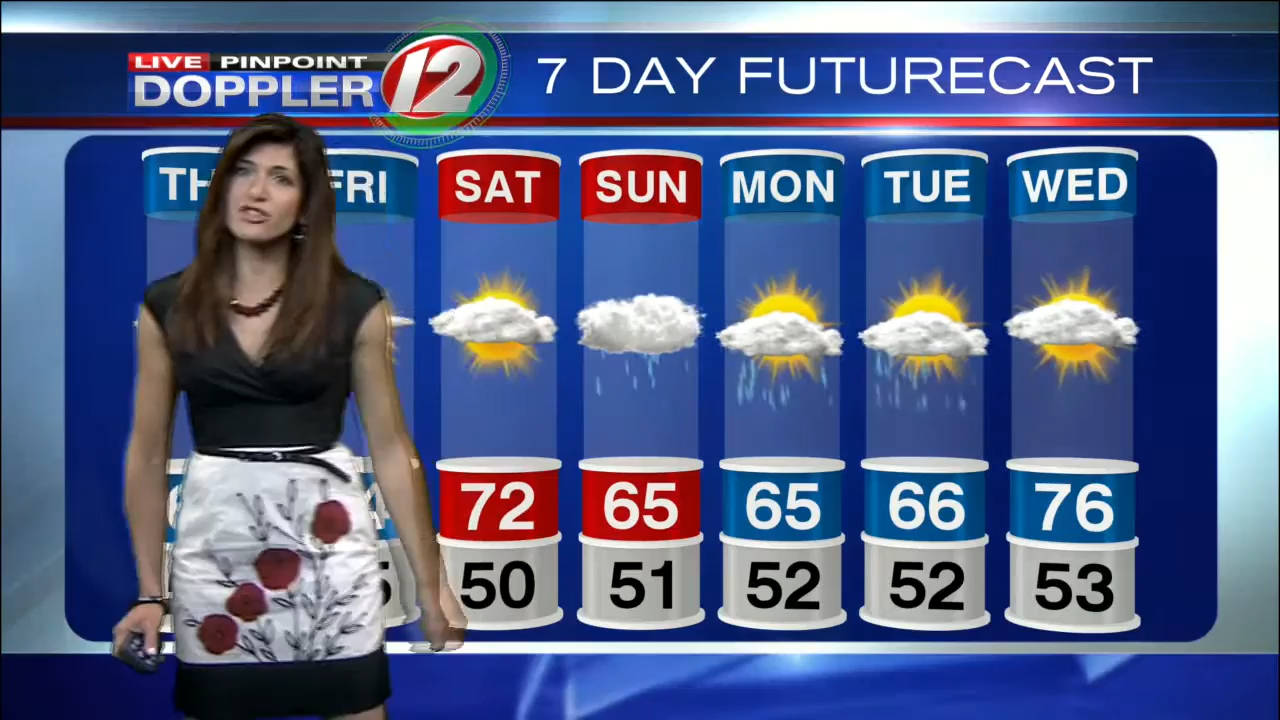 LIVE PINPOINT
DOPPLER 12
7 DAY FUTURECAST
FRI SAT SUN MON TUE WED
72 65 65 66 76
50 51 52 52 53